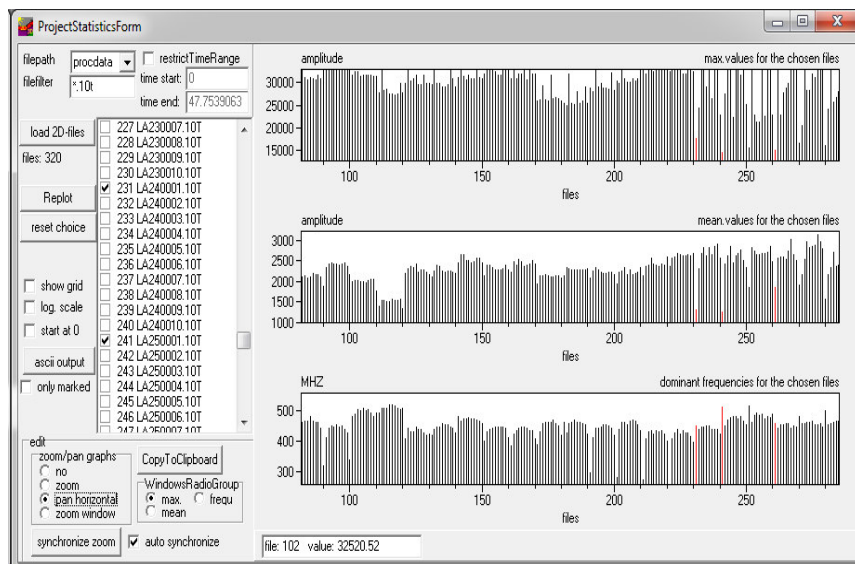 ProjectStatisticsForm
filepath procdata restrictTimeRange
filefilter *.10t time start: 0
time end: 47.7539063
load 2D-files
files: 320
Replot
reset choice
show grid
log. scale
start at 0
ascii output
only marked
227 LA230007.10T
228 LA230008.10T
229 LA230009.10T
230 LA230010.10T
231 LA240001.10T
232 LA240002.10T
233 LA240003.10T
234 LA240004.10T
235 LA240005.10T
236 LA240006.10T
237 LA240007.10T
238 LA240008.10T
239 LA240009.10T
240 LA240010.10T
241 LA250001.10T
242 LA250002.10T
243 LA250003.10T
244 LA250004.10T
245 LA250005.10T
246 LA250006.10T
247 LA250007.10T
edit
zoom/pan graphs
no
zoom
pan horizontal
zoom window
CopyToClipboard
WindowsRadioGroup
max. frequ
mean
synchronize zoom auto synchronize
amplitude max.values for the chosen files
30000
25000
20000
15000
100 150 200 250
files
amplitude mean.values for the chosen files
3000
2500
2000
1500
1000
100 150 200 250
files
MHZ dominant frequencies for the chosen files
500
400
300
100 150 200 250
files
file: 102 value: 32520.52